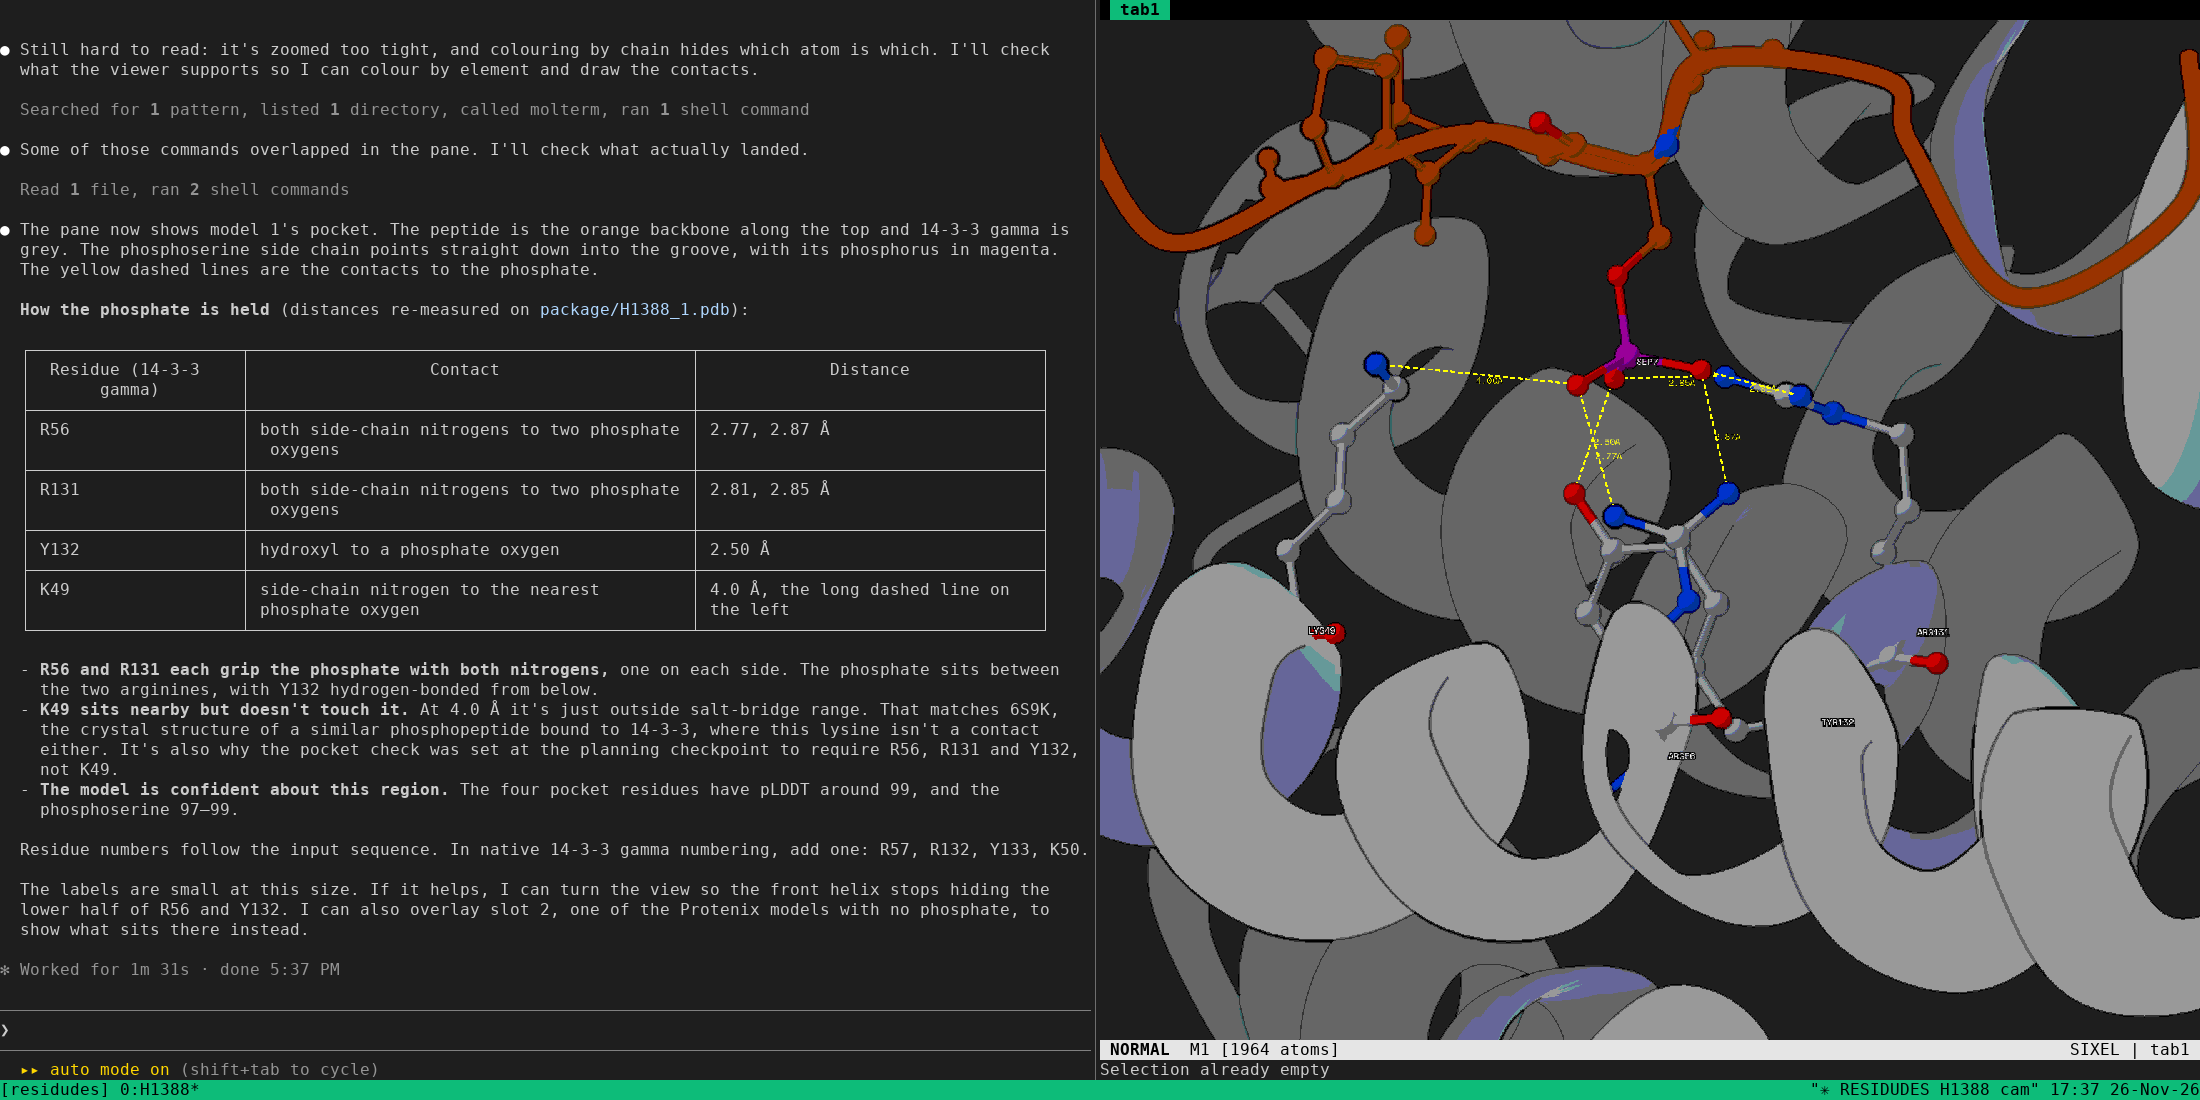 ● Still hard to read: it's zoomed too tight, and colouring by chain hides which atom is which. I'll check
what the viewer supports so I can colour by element and draw the contacts.
Searched for 1 pattern, listed 1 directory, called molterm, ran 1 shell command
● Some of those commands overlapped in the pane. I'll check what actually landed.
Read 1 file, ran 2 shell commands
● The pane now shows model 1's pocket. The peptide is the orange backbone along the top and 14-3-3 gamma is
grey. The phosphoserine side chain points straight down into the groove, with its phosphorus in magenta.
The yellow dashed lines are the contacts to the phosphate.
How the phosphate is held (distances re-measured on package/H1388_1.pdb):
Residue (14-3-3 gamma) Contact Distance
R56 both side-chain nitrogens to two phosphate oxygens 2.77, 2.87 Å
R131 both side-chain nitrogens to two phosphate oxygens 2.81, 2.85 Å
Y132 hydroxyl to a phosphate oxygen 2.50 Å
K49 side-chain nitrogen to the nearest phosphate oxygen 4.0 Å, the long dashed line on the left
- R56 and R131 each grip the phosphate with both nitrogens, one on each side. The phosphate sits between
the two arginines, with Y132 hydrogen-bonded from below.
- K49 sits nearby but doesn't touch it. At 4.0 Å it's just outside salt-bridge range. That matches 6S9K,
the crystal structure of a similar phosphopeptide bound to 14-3-3, where this lysine isn't a contact
either. It's also why the pocket check was set at the planning checkpoint to require R56, R131 and Y132,
not K49.
- The model is confident about this region. The four pocket residues have pLDDT around 99, and the
phosphoserine 97–99.
Residue numbers follow the input sequence. In native 14-3-3 gamma numbering, add one: R57, R132, Y133, K50.
The labels are small at this size. If it helps, I can turn the view so the front helix stops hiding the
lower half of R56 and Y132. I can also overlay slot 2, one of the Protenix models with no phosphate, to
show what sits there instead.
✻ Worked for 1m 31s · done 5:37 PM
❯
▸▸ auto mode on (shift+tab to cycle)
[residudes] 0:H1388*
tab1
SEP7
2.85A
2.50A
2.77A
LYS49
ARG131
TYR132
ARG56
NORMAL M1 [1964 atoms] SIXEL | tab1
Selection already empty
"✳ RESIDUDES H1388 cam" 17:37 26-Nov-26